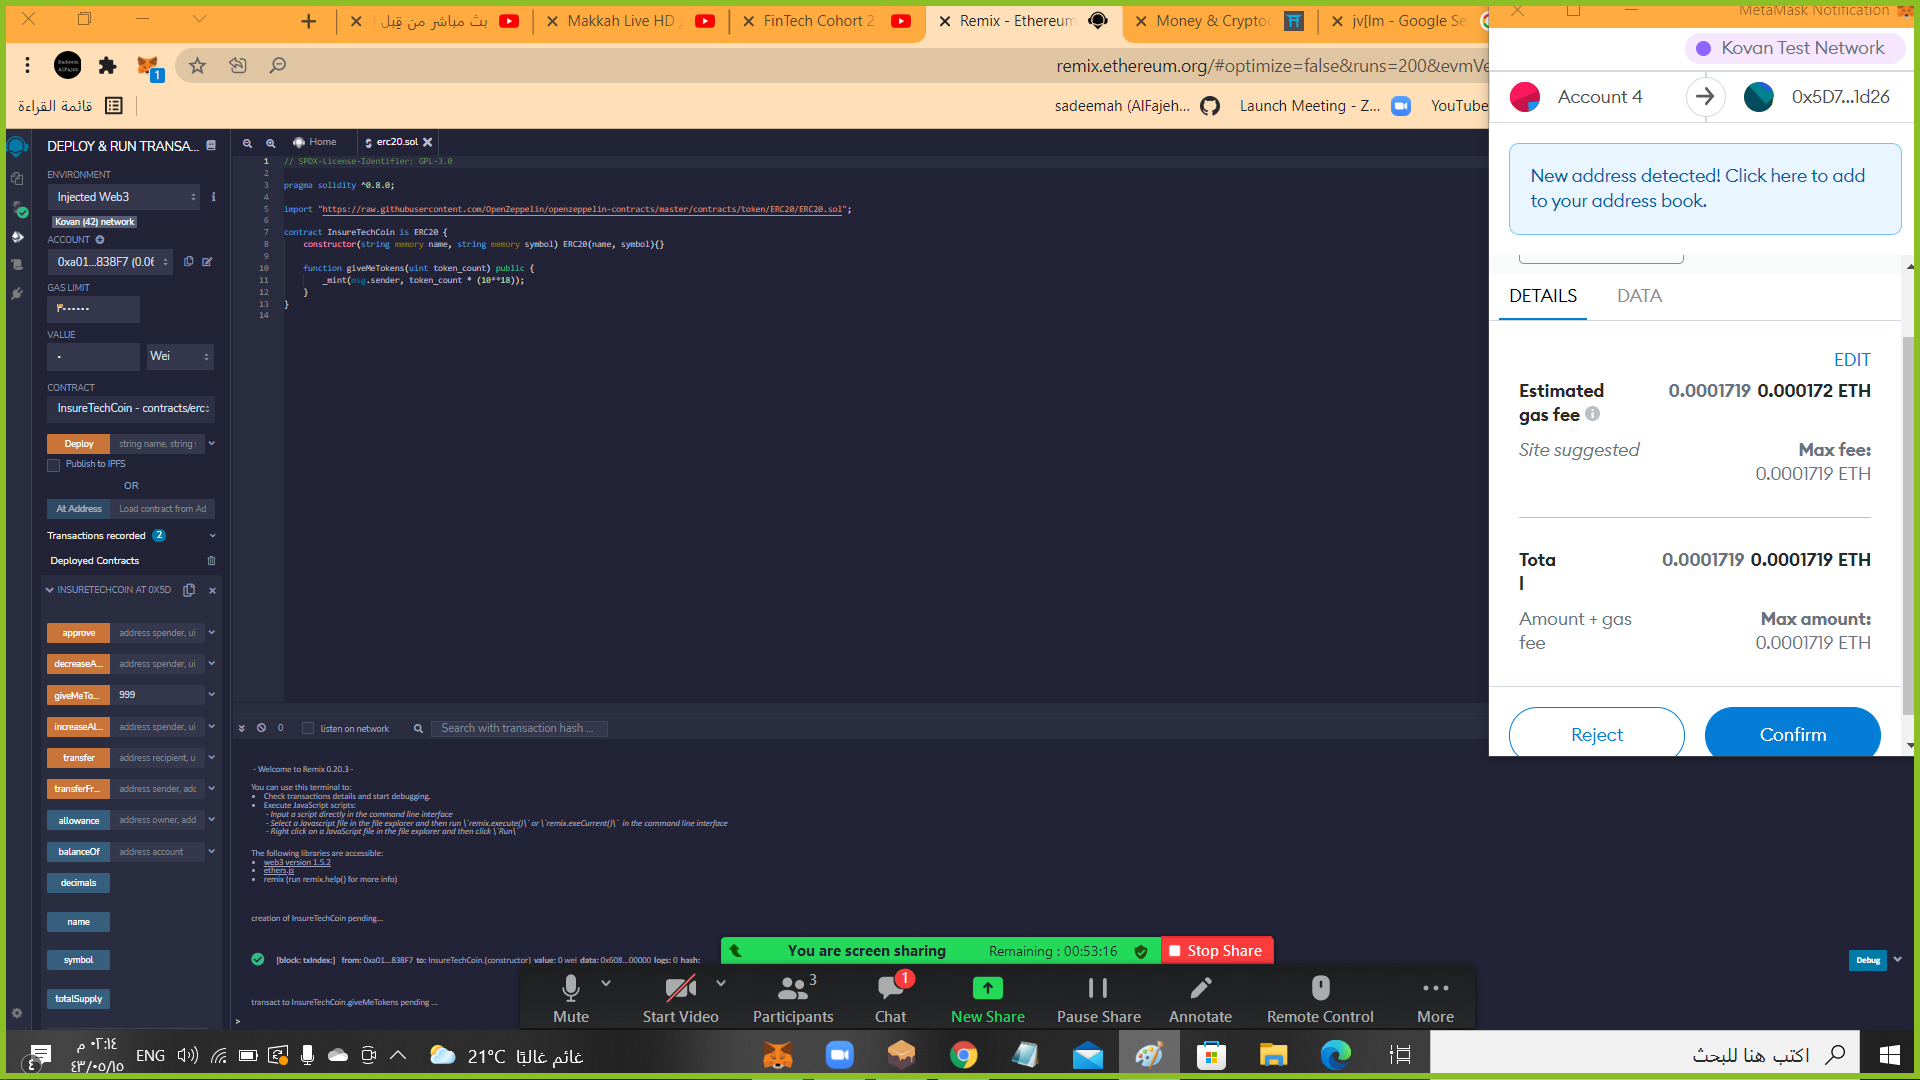 بث مباشر من قِبل
Makkah Live HD
FinTech Cohort 2
Remix - Ethereum
Money & Crypto
jv[lm - Google Se
MetaMask Notification
1
remix.ethereum.org/#optimize=false&runs=200&evmVe
قائمة القراءة
sadeemah (AlFajeh...
Launch Meeting - Z...
YouTube
Kovan Test Network
Account 4
0x5D7...1d26
New address detected! Click here to add
to your address book.
DETAILS
DATA
EDIT
Estimated
gas fee
0.0001719 0.000172 ETH
Site suggested
Max fee:
0.0001719 ETH
Tota
l
0.0001719 0.0001719 ETH
Amount + gas
fee
Max amount:
0.0001719 ETH
Reject
Confirm
DEPLOY & RUN TRANSA...
ENVIRONMENT
Injected Web3
Kovan (42) network
ACCOUNT
0xa01...838F7 (0.06
GAS LIMIT
٣٠٠٠٠٠٠
VALUE
٠
Wei
CONTRACT
InsureTechCoin - contracts/erc
Deploy
string name, string
Publish to IPFS
OR
At Address
Load contract from Ad
Transactions recorded 2
Deployed Contracts
INSURETECHCOIN AT 0X5D
approve
address spender, ui
decreaseA...
address spender, ui
giveMeTo...
999
increaseAl...
address spender, ui
transfer
address recipient, u
transferFr...
address sender, adc
allowance
address owner, add
balanceOf
address account
decimals
name
symbol
totalSupply
Home
erc20.sol
1 // SPDX-License-Identifier: GPL-3.0
2
3 pragma solidity ^0.8.0;
4
5 import "https://raw.githubusercontent.com/OpenZeppelin/openzeppelin-contracts/master/contracts/token/ERC20/ERC20.sol";
6
7 contract InsureTechCoin is ERC20 {
8 constructor(string memory name, string memory symbol) ERC20(name, symbol){}
9
10 function giveMeTokens(uint token_count) public {
11 _mint(msg.sender, token_count * (10**18));
12 }
13 }
14
0
listen on network
Search with transaction hash ...
- Welcome to Remix 0.20.3 -
You can use this terminal to:
• Check transactions details and start debugging.
• Execute JavaScript scripts:
- Input a script directly in the command line interface
- Select a Javascript file in the file explorer and then run \`remix.execute()\` or \`remix.exeCurrent()\` in the command line interface
- Right click on a JavaScript file in the file explorer and then click \`Run\`
The following libraries are accessible:
• web3 version 1.5.2
• ethers.js
• remix (run remix.help() for more info)
creation of InsureTechCoin pending...
[block: txIndex:] from: 0xa01...838F7 to: InsureTechCoin.(constructor) value: 0 wei data: 0x608...00000 logs: 0 hash:
Debug
transact to InsureTechCoin.giveMeTokens pending ...
>
You are screen sharing
Remaining : 00:53:16
Stop Share
Mute
Start Video
3
Participants
1
Chat
New Share
Pause Share
Annotate
Remote Control
More
٤
٠٢:١٤ م
٤٣/٠٥/١٥
ENG
21°C غائم غالبًا
اكتب هنا للبحث